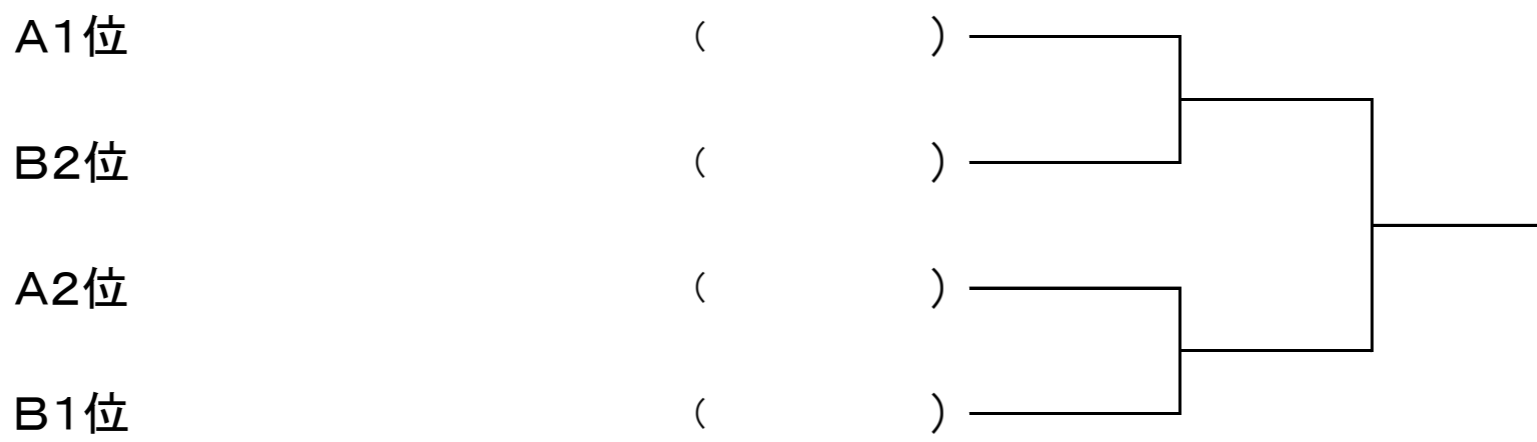 A1位 （ ）
B2位 （ ）
A2位 （ ）
B1位 （ ）